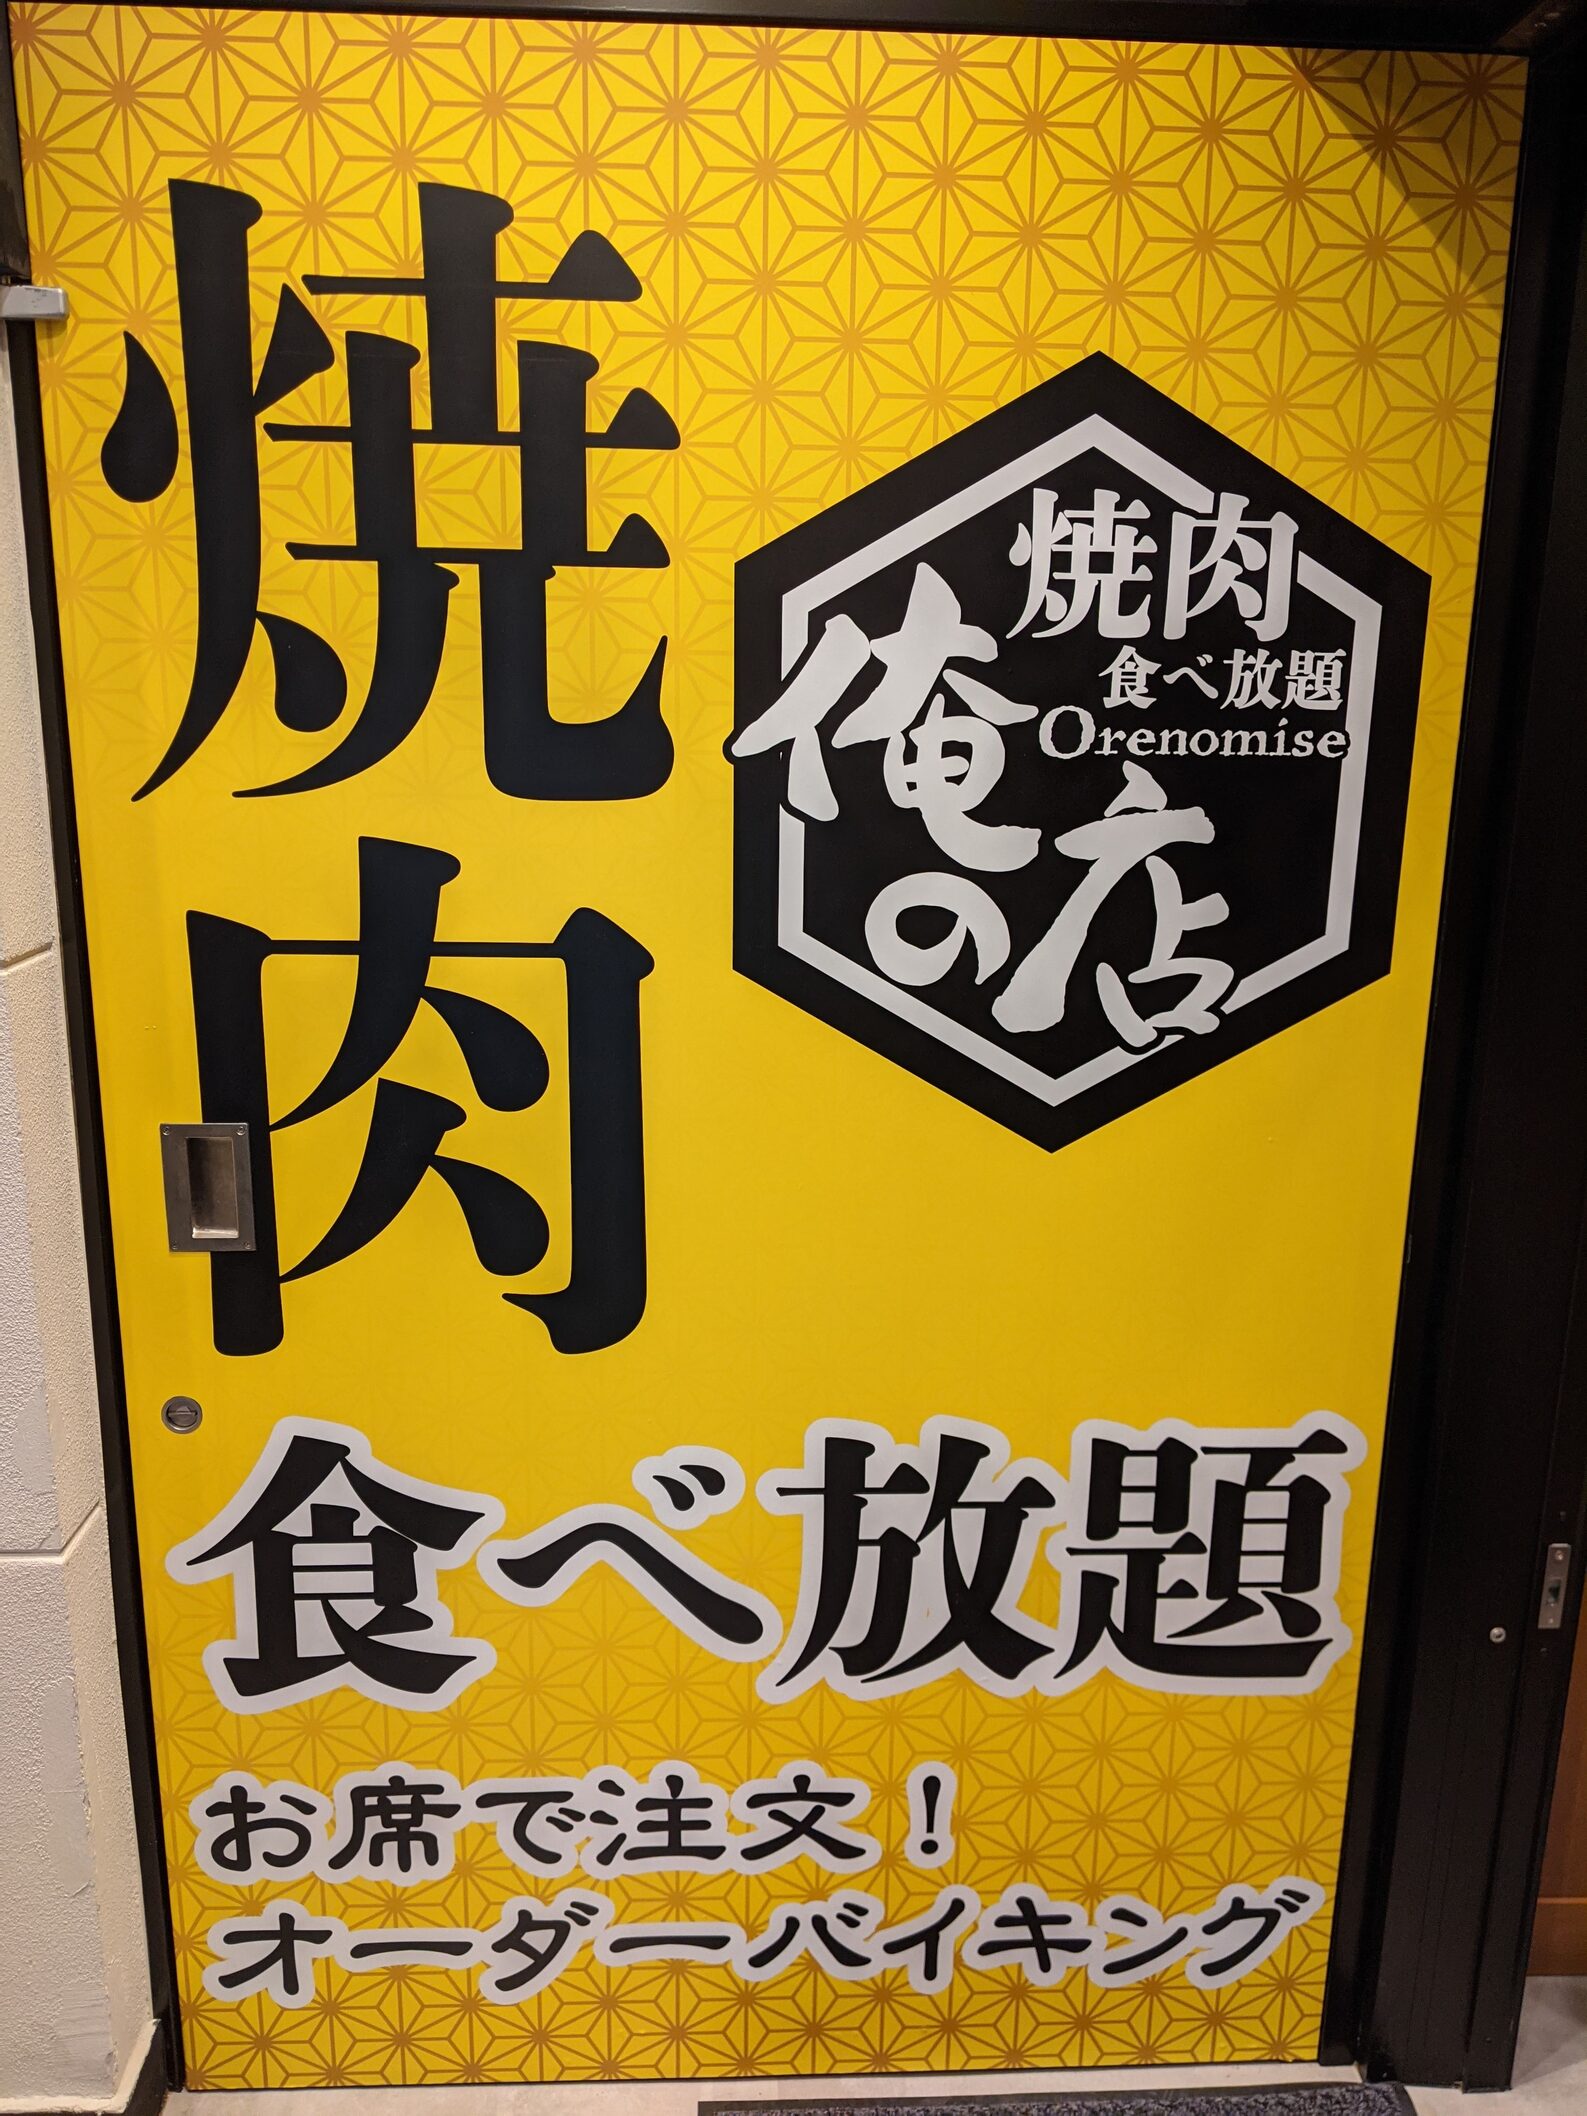 焼肉
焼肉
食べ放題
Orenomise
俺の店
食べ放題
お席で注文！
オーダーバイキング